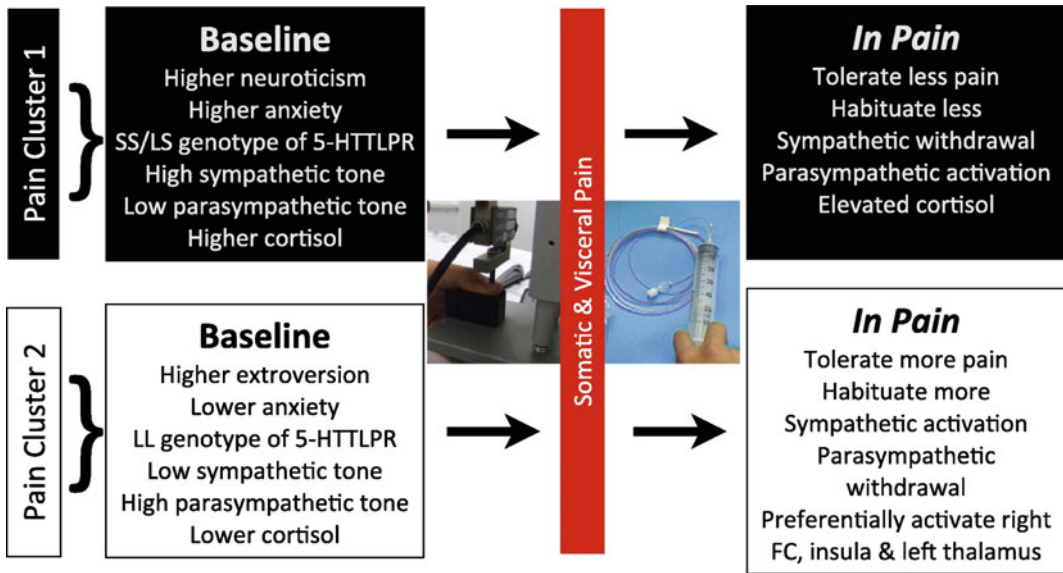 Pain Cluster 1
Baseline
Higher neuroticism
Higher anxiety
SS/LS genotype of 5-HTTLPR
High sympathetic tone
Low parasympathetic tone
Higher cortisol
Somatic & Visceral Pain
In Pain
Tolerate less pain
Habituate less
Sympathetic withdrawal
Parasympathetic activation
Elevated cortisol
Pain Cluster 2
Baseline
Higher extroversion
Lower anxiety
LL genotype of 5-HTTLPR
Low sympathetic tone
High parasympathetic tone
Lower cortisol
In Pain
Tolerate more pain
Habituate more
Sympathetic activation
Parasympathetic
withdrawal
Preferentially activate right
FC, insula & left thalamus